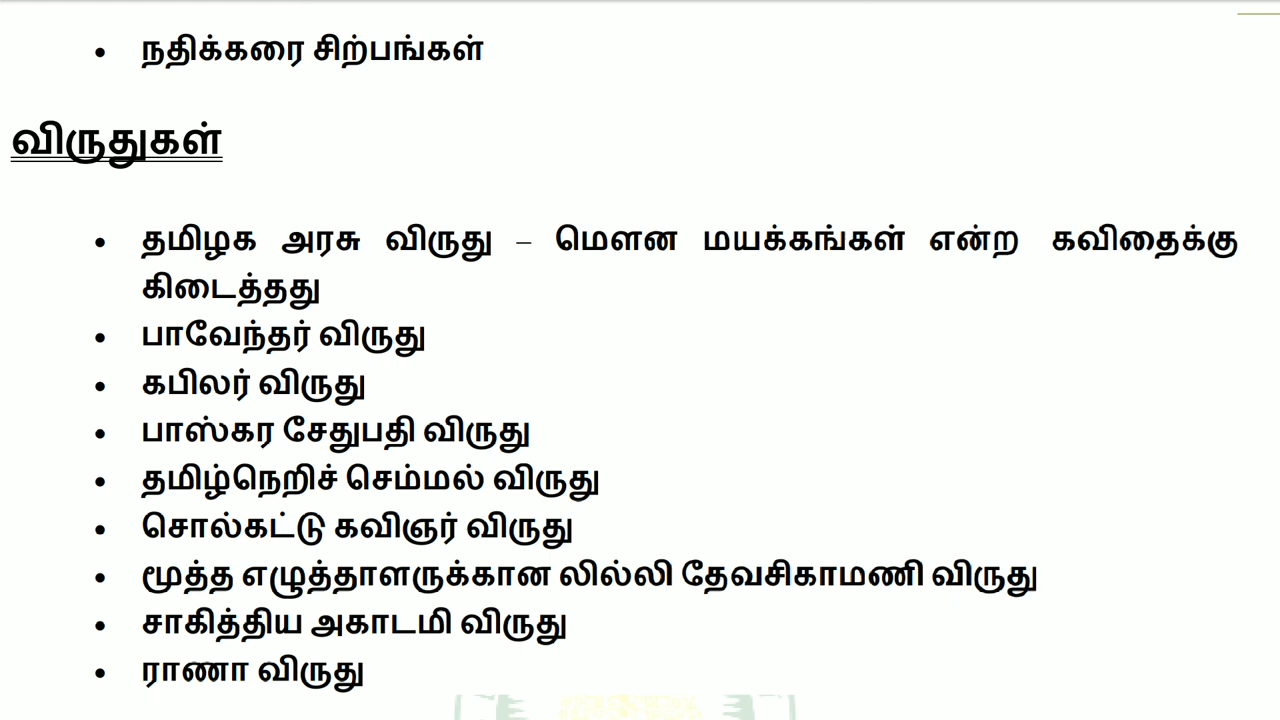 • நதிக்கரை சிற்பங்கள்
விருதுகள்
• தமிழக அரசு விருது – மௌன மயக்கங்கள் என்ற கவிதைக்கு
கிடைத்தது
• பாவேந்தர் விருது
• கபிலர் விருது
• பாஸ்கர சேதுபதி விருது
• தமிழ்நெறிச் செம்மல் விருது
• சொல்கட்டு கவிஞர் விருது
• மூத்த எழுத்தாளருக்கான லில்லி தேவசிகாமணி விருது
• சாகித்திய அகாடமி விருது
• ராணா விருது